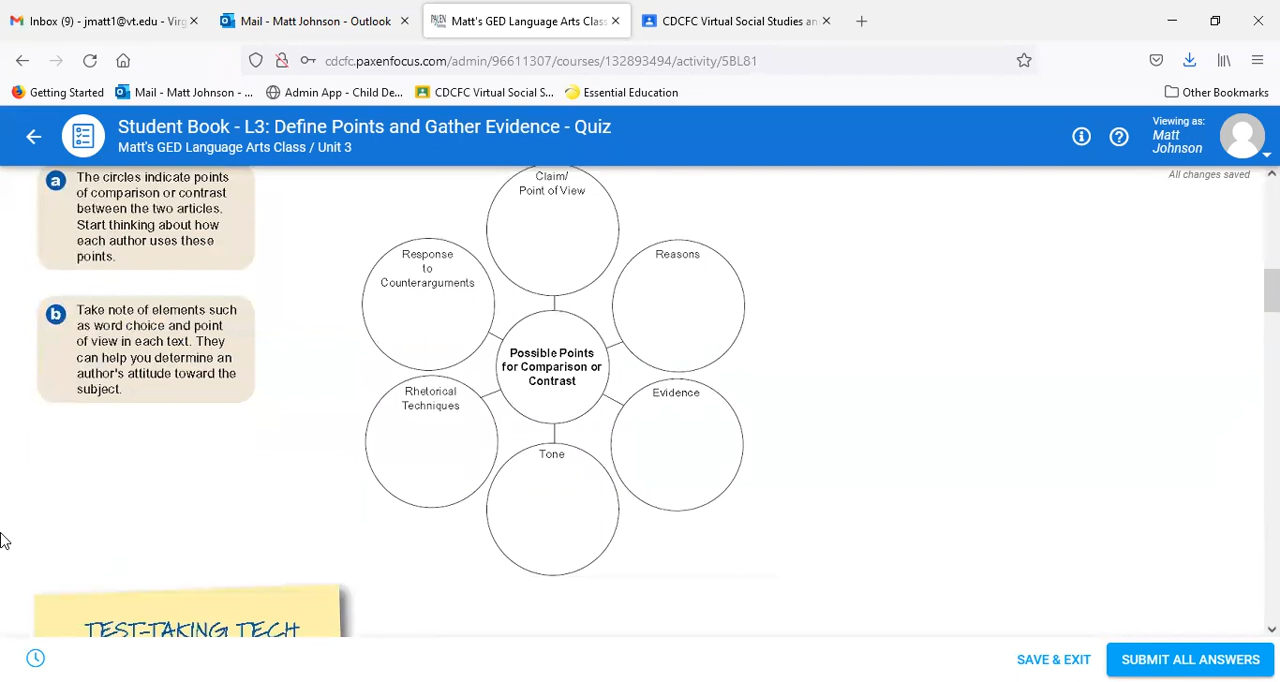 Inbox (9) - jmatt1@vt.edu - Virg
Mail - Matt Johnson - Outlook
PAXEN
Matt's GED Language Arts Class
CDCFC Virtual Social Studies an
cdcfc.paxenfocus.com/admin/96611307/courses/132893494/activity/5BL81
Getting Started
Mail - Matt Johnson - ...
Admin App - Child De...
CDCFC Virtual Social S...
Essential Education
Other Bookmarks
Student Book - L3: Define Points and Gather Evidence - Quiz
Matt's GED Language Arts Class / Unit 3
Viewing as:
Matt
Johnson
All changes saved
a
The circles indicate points
of comparison or contrast
between the two articles.
Start thinking about how
each author uses these
points.
b
Take note of elements such
as word choice and point
of view in each text. They
can help you determine an
author's attitude toward the
subject.
Claim/
Point of View
Response
to
Counterarguments
Reasons
Possible Points
for Comparison or
Contrast
Rhetorical
Techniques
Evidence
Tone
TEST-TAKING TECH
SAVE & EXIT
SUBMIT ALL ANSWERS